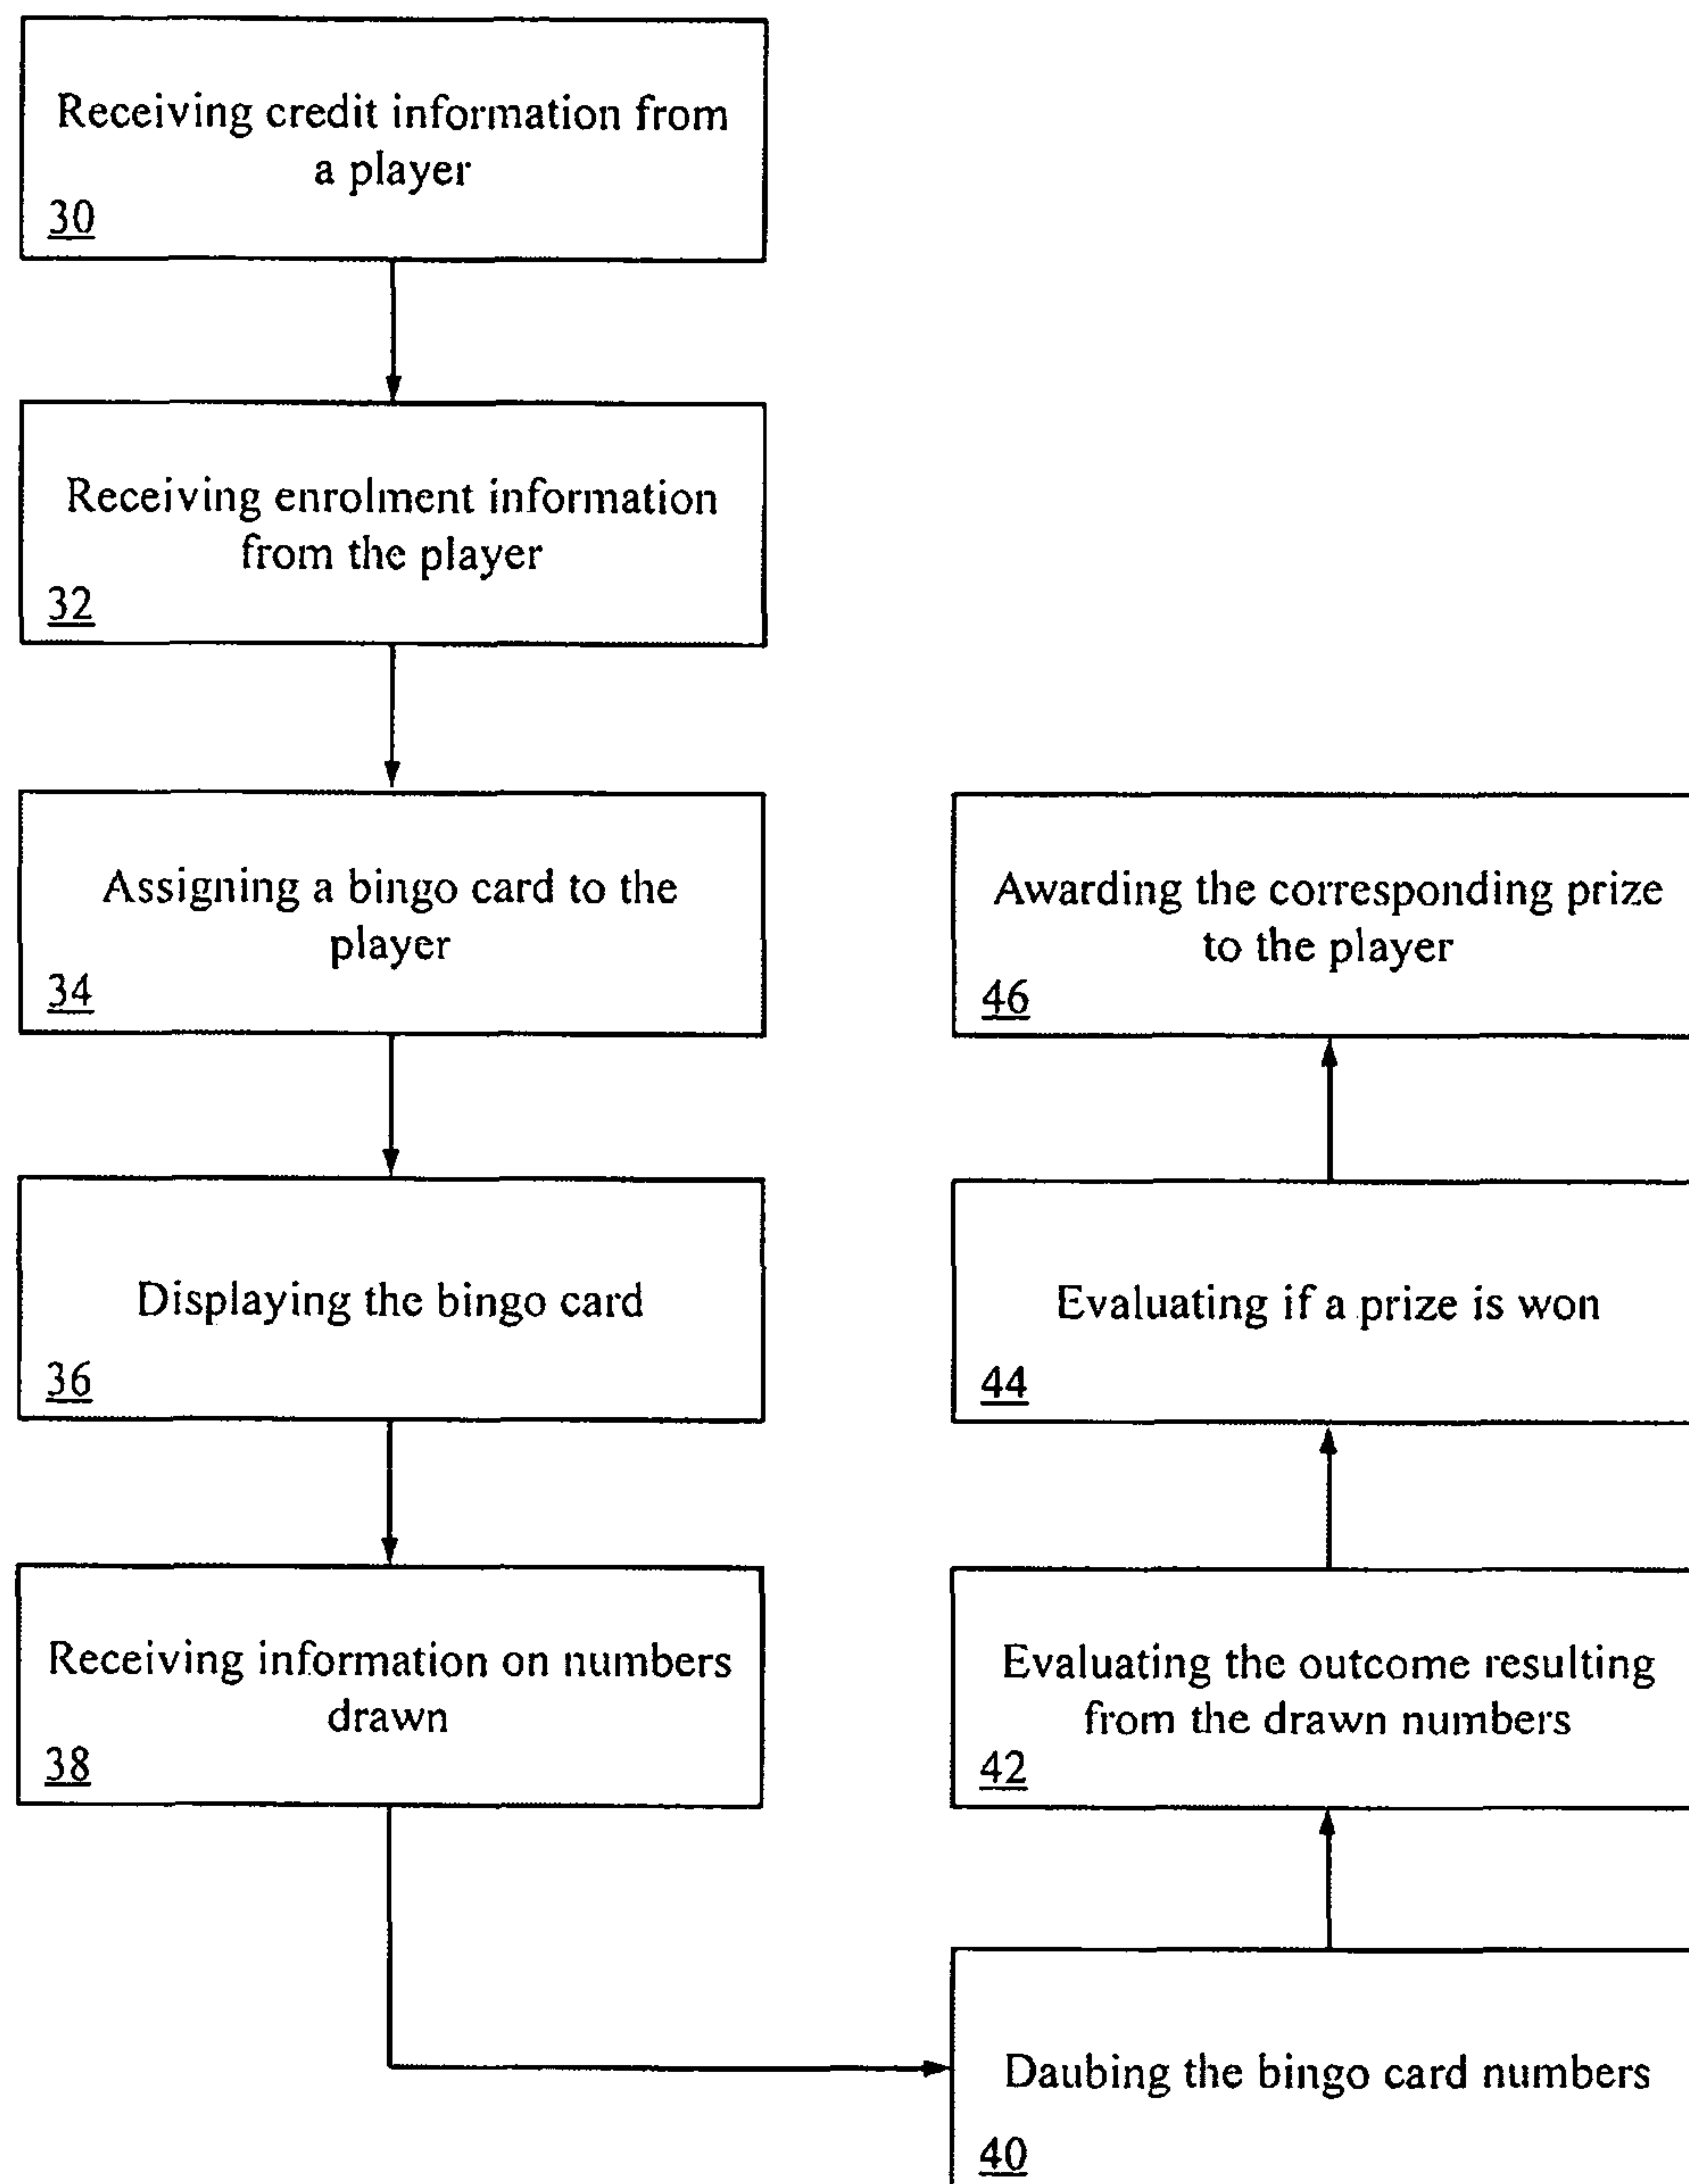 Receiving credit information from
a player
30
Receiving enrolment information
from the player
32
Assigning a bingo card to the
player
34
Displaying the bingo card
36
Receiving information on numbers
drawn
38
Daubing the bingo card numbers
40
Evaluating the outcome resulting
from the drawn numbers
42
Evaluating if a prize is won
44
Awarding the corresponding prize
to the player
46